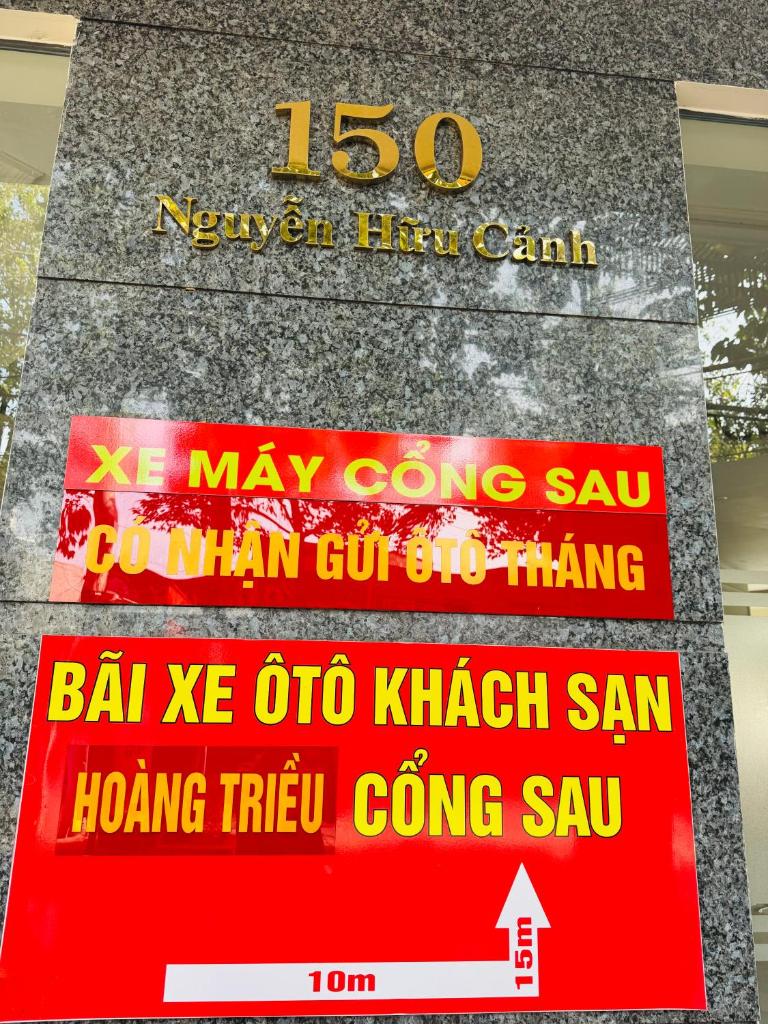 150
Nguyễn Hữu Cảnh
XE MÁY CỔNG SAU
CÓ NHẬN GỬI ÔTÔ THÁNG
BÃI XE ÔTÔ KHÁCH SẠN
HOÀNG TRIỀU CỔNG SAU
15m
10m